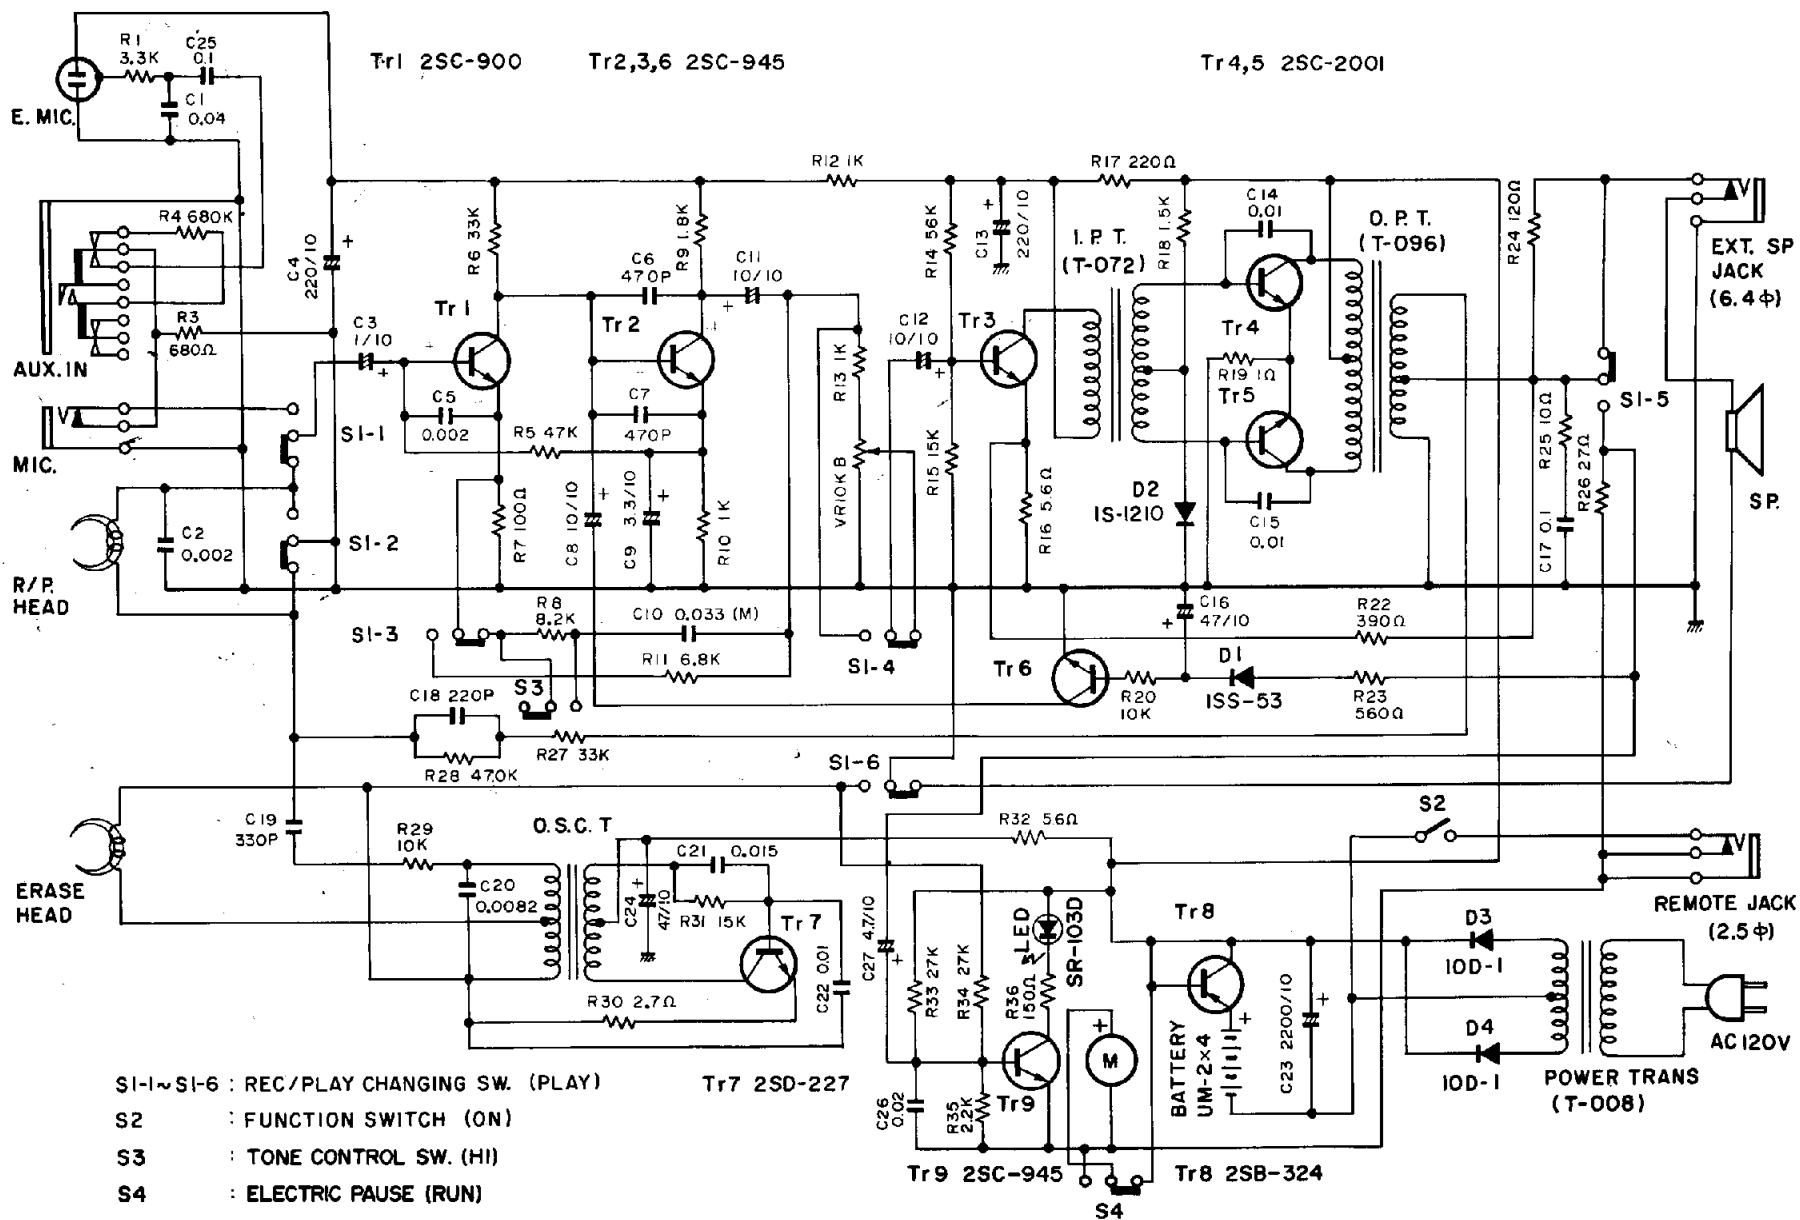 Tr1 2SC-900
Tr2,3,6 2SC-945
Tr4,5 2SC-2001
R1
3.3K
C25
0.1
C1
0.04
E. MIC.
R4 680K
R3
680Ω
AUX. IN
MIC.
C4
220/10
C3
1/10
+
S1-1
S1-2
C2
0.002
R/P.
HEAD
R6 33K
Tr1
C5
0.002
R5 47K
R7 100Ω
C6
470P
R9 1.8K
Tr2
C7
470P
C8 10/10
C9 3.3/10
R10 1K
C11
10/10
R12 1K
R13 1K
VR10KB
C12
10/10
R14 56K
R15 15K
C13
220/10
Tr3
R16 5.6Ω
R17 220Ω
I. P. T.
(T-072)
R18 1.5K
C14
0.01
Tr4
R19 1Ω
Tr5
C15
0.01
D2
1S-1210
O. P. T.
(T-096)
R24 120Ω
R25 10Ω
C17 0.1
R26 27Ω
S1-5
EXT. SP
JACK
(6.4φ)
SP.
S1-3
R8
8.2K
C10 0.033 (M)
R11 6.8K
S3
S1-4
Tr6
R20
10K
C16
47/10
D1
1SS-53
R22
390Ω
R23
560Ω
C18 220P
R28 470K
R27 33K
S1-6
ERASE
HEAD
C19
330P
R29
10K
C20
0.0082
O.S.C. T
C24
47/10
C21 0.015
R31 15K
Tr7
R30 2.7Ω
C22 0.01
R32 56Ω
C27 4.7/10
R33 27K
R34 27K
LED
SR-103D
R36
150Ω
C26
0.02
R35
2.2K
Tr9
M
S4
Tr8
BATTERY
UM-2×4
C23 2200/10
S2
REMOTE JACK
(2.5φ)
D3
10D-1
D4
10D-1
POWER TRANS
(T-008)
AC120V
Tr7 2SD-227
Tr9 2SC-945
Tr8 2SB-324
S1-1~S1-6 : REC/PLAY CHANGING SW. (PLAY)
S2 : FUNCTION SWITCH (ON)
S3 : TONE CONTROL SW. (HI)
S4 : ELECTRIC PAUSE (RUN)